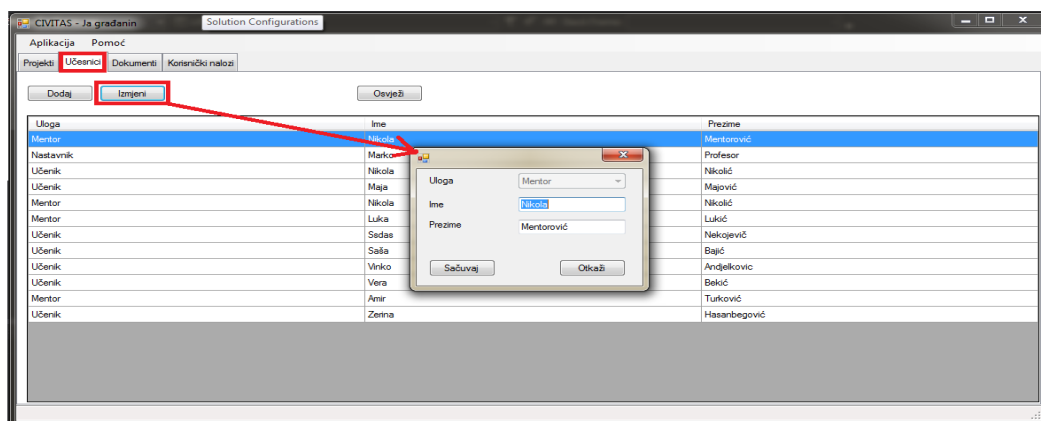 CIVITAS - Ja građanin
Solution Configurations
Aplikacija Pomoć
Projekti Učesnici Dokumenti Korisnički nalozi
Dodaj Izmjeni Osvježi
Uloga Ime Prezime
Mentor Nikola Mentorović
Nastavnik Marko Profesor
Učenik Nikola Nikolić
Učenik Maja Majović
Mentor Nikola Nikolić
Mentor Luka Lukić
Učenik Ssdas Nekojevič
Učenik Saša Bajić
Učenik Vinko Andjelkovic
Učenik Vera Bekić
Mentor Amir Turković
Učenik Zerina Hasanbegović
Uloga Mentor
Ime Nikola
Prezime Mentorović
Sačuvaj Otkaži